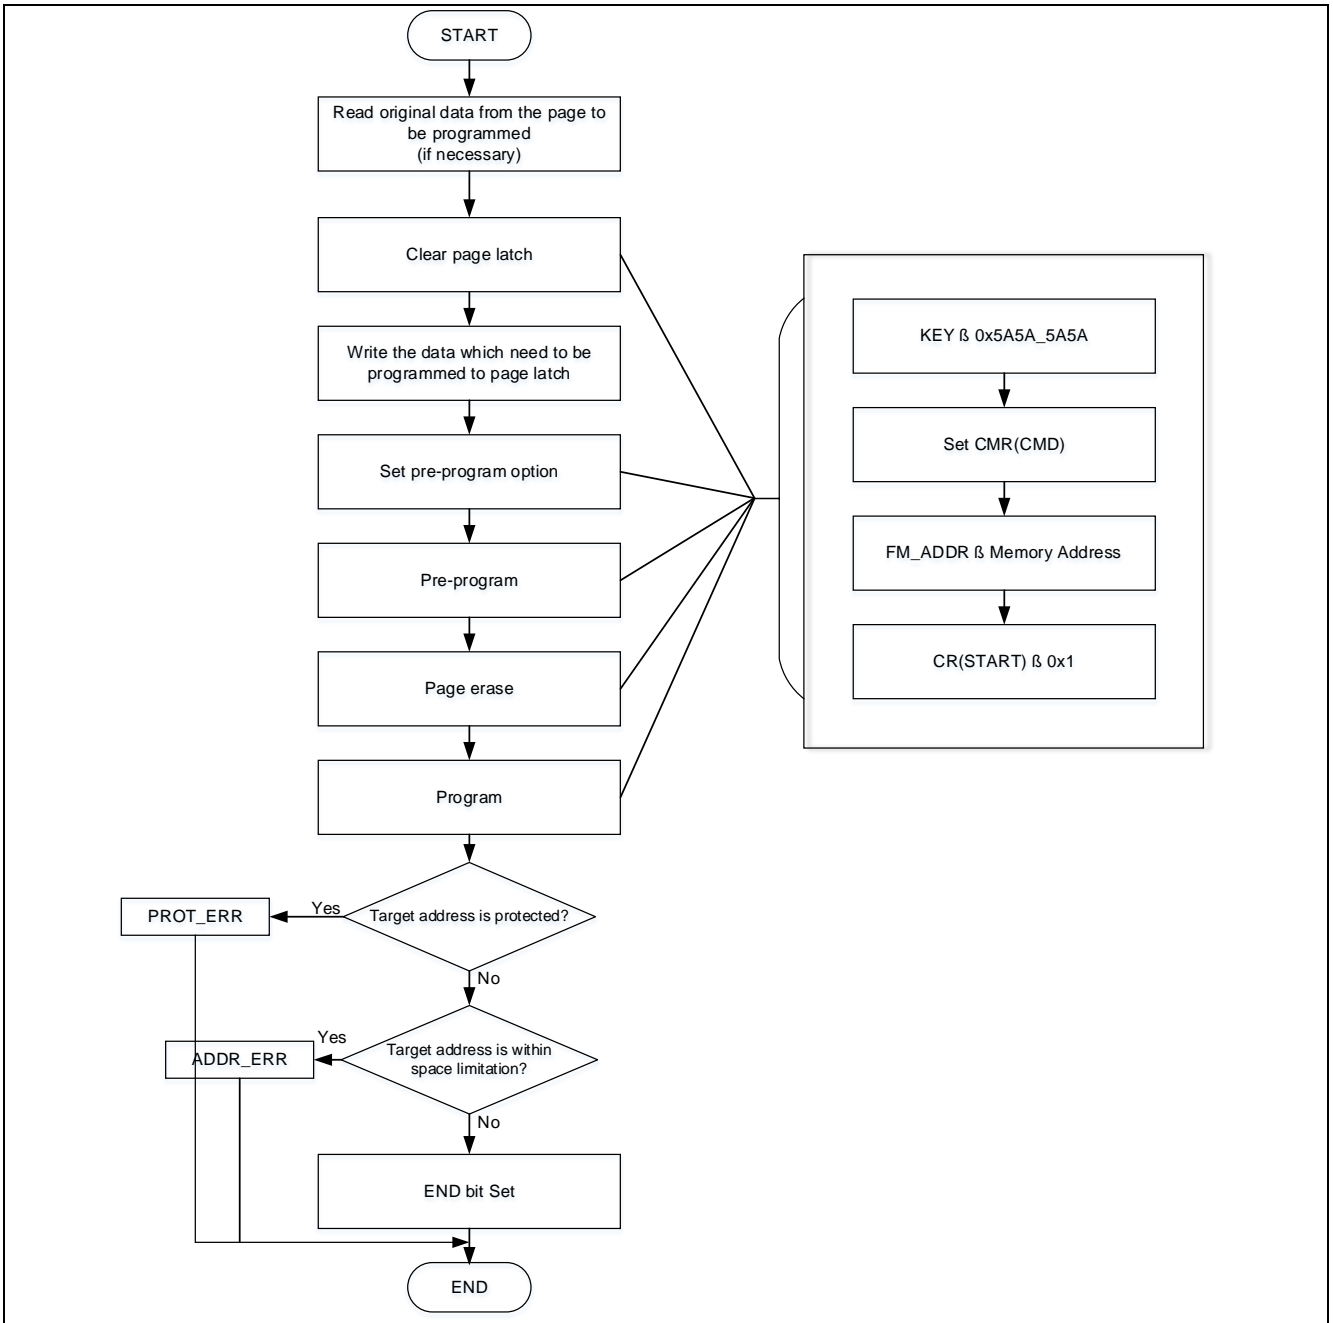 START
Read original data from the page to
be programmed
(if necessary)
Clear page latch
Write the data which need to be
programmed to page latch
Set pre-program option
Pre-program
Page erase
Program
KEY ß 0x5A5A_5A5A
Set CMR(CMD)
FM_ADDR ß Memory Address
CR(START) ß 0x1
Target address is protected?
Yes
PROT_ERR
No
Target address is within
space limitation?
Yes
ADDR_ERR
No
END bit Set
END